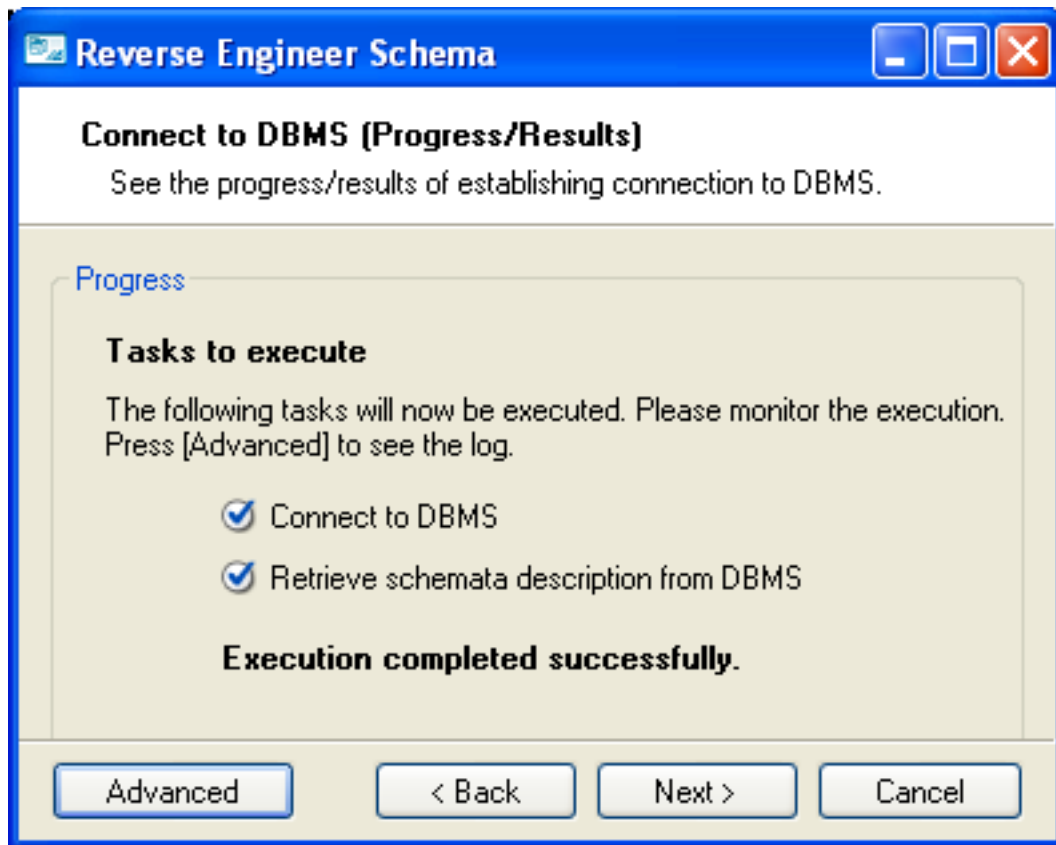 Reverse Engineer Schema
Connect to DBMS (Progress/Results)
See the progress/results of establishing connection to DBMS.
Progress
Tasks to execute
The following tasks will now be executed. Please monitor the execution.
Press [Advanced] to see the log.
Connect to DBMS
Retrieve schemata description from DBMS
Execution completed successfully.
Advanced
< Back
Next >
Cancel